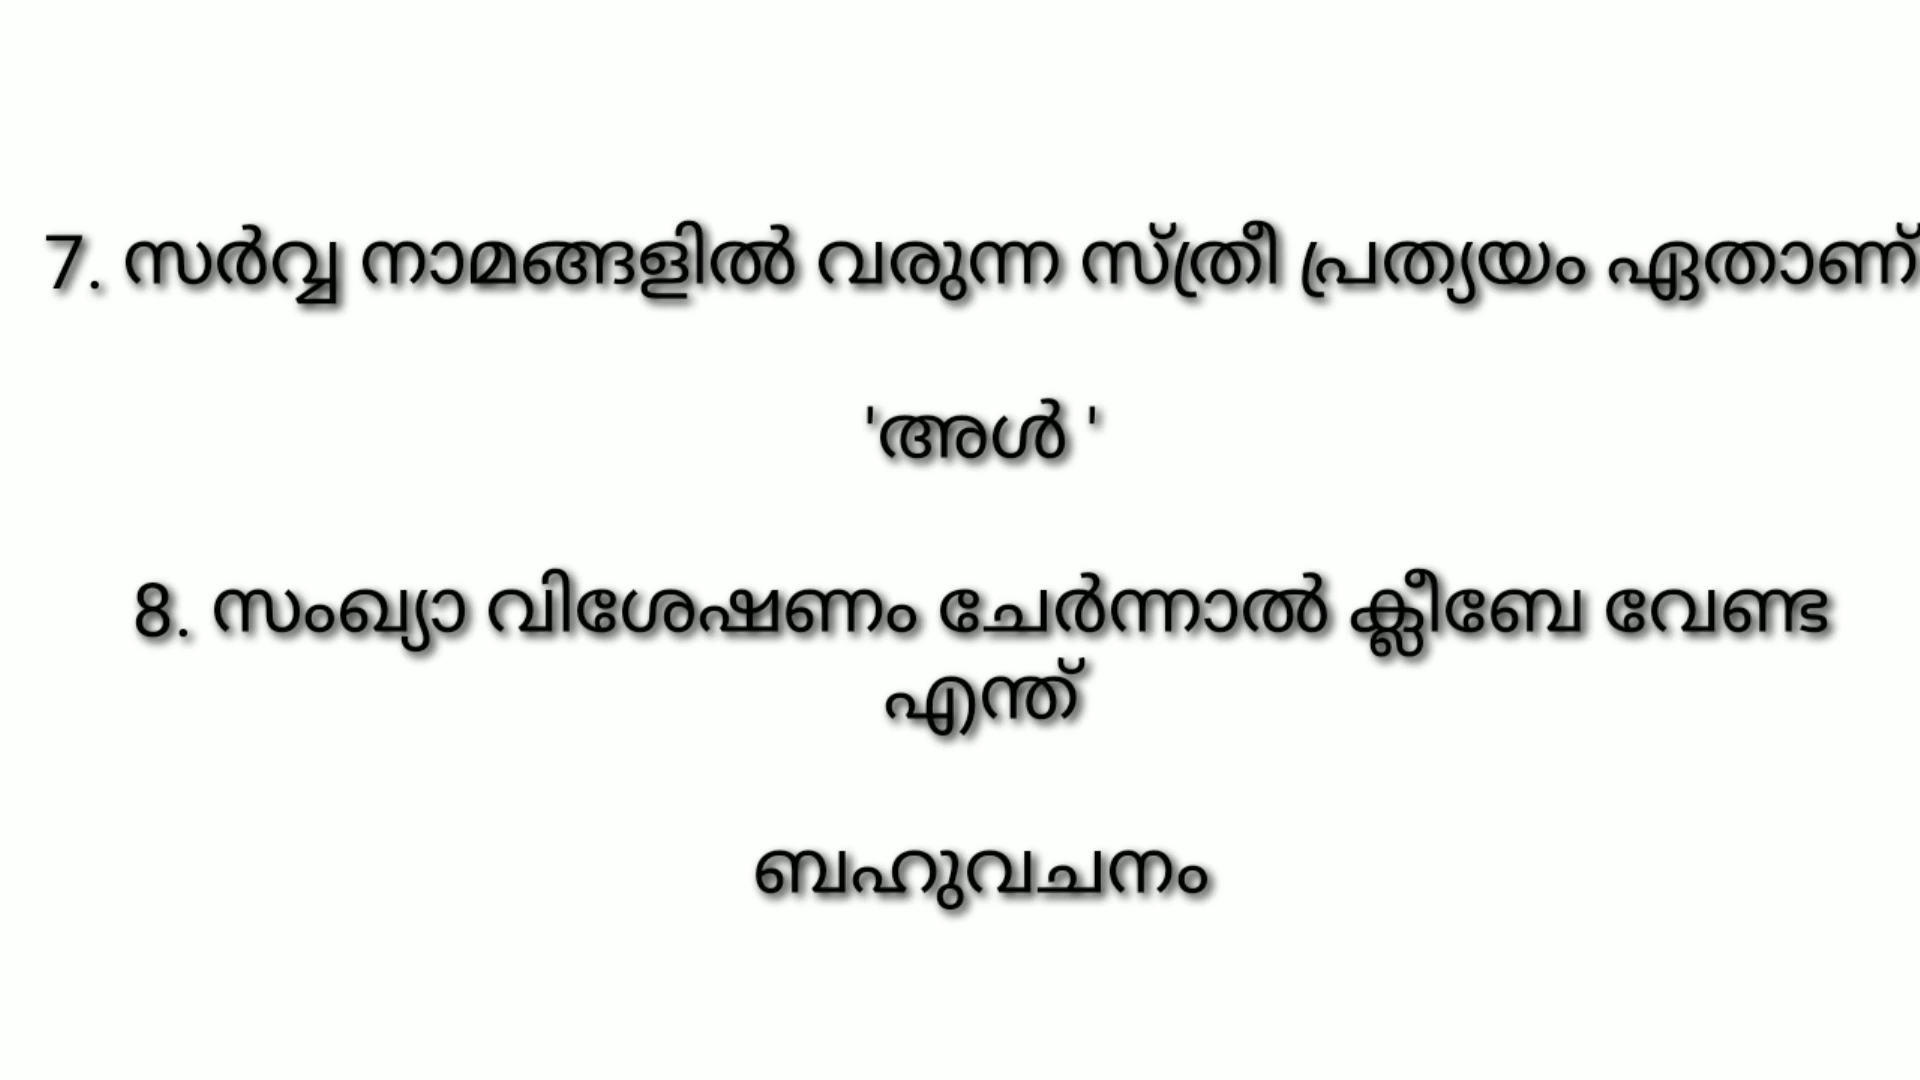 7. സർവ്വ നാമങ്ങളിൽ വരുന്ന സ്ത്രീ പ്രത്യയം ഏതാണ്
'അൾ '
8. സംഖ്യാ വിശേഷണം ചേർന്നാൽ ക്ലീബേ വേണ്ട
എന്ത്
ബഹുവചനം